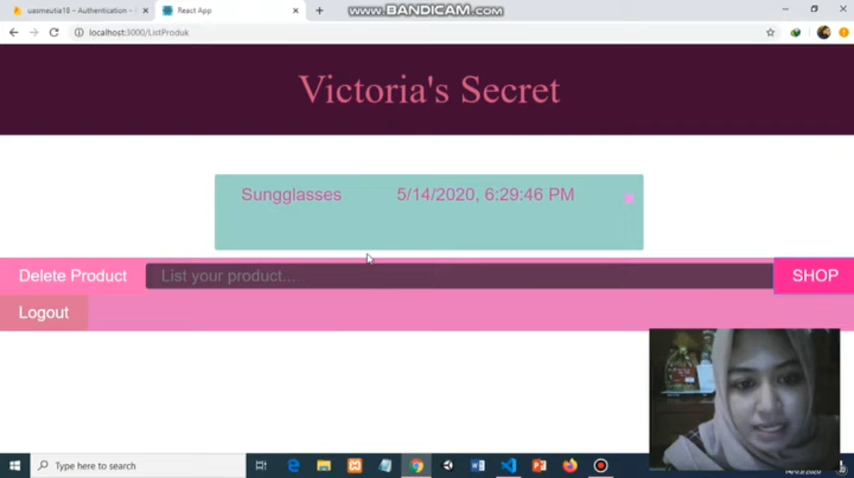 uasmeutia18 – Authentication –
React App
www.BANDICAM.com
localhost:3000/ListProduk
Victoria's Secret
Sungglasses 5/14/2020, 6:29:46 PM
Delete Product List your product.... SHOP
Logout
Type here to search